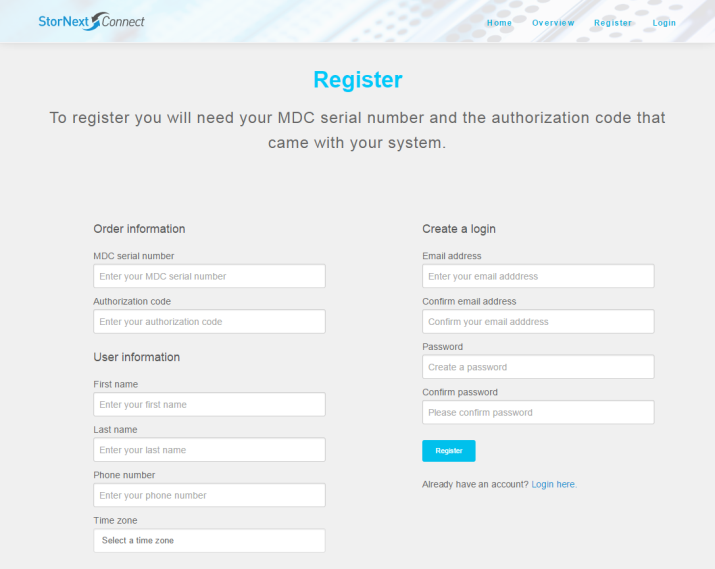 StorNext Connect
Home Overview Register Login
Register
To register you will need your MDC serial number and the authorization code that
came with your system.
Order information
MDC serial number
Enter your MDC serial number
Authorization code
Enter your authorization code
User information
First name
Enter your first name
Last name
Enter your last name
Phone number
Enter your phone number
Time zone
Select a time zone
Create a login
Email address
Enter your email adddress
Confirm email address
Confirm your email adddress
Password
Create a password
Confirm password
Please confirm password
Register
Already have an account? Login here.